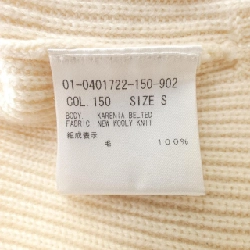 01-0401722-150-902
COL.150 SIZE S
BODY. KARENIA BELTED
FABRIC NEW WOOLY KNIT
組成表示
毛 100%